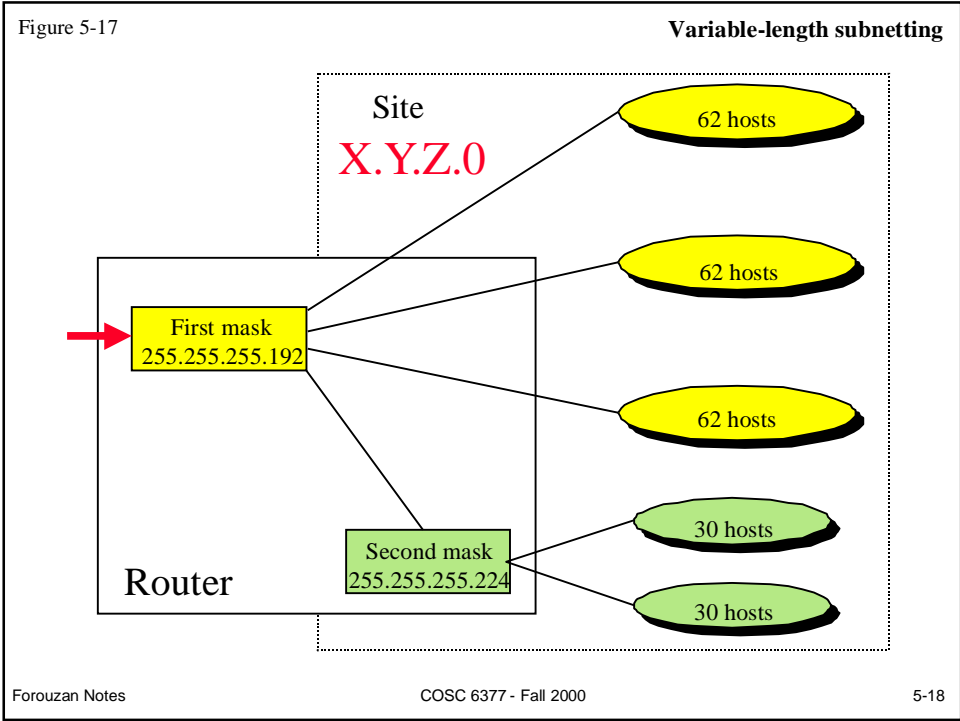 Figure 5-17
Variable-length subnetting
Site
X.Y.Z.0
62 hosts
62 hosts
First mask
255.255.255.192
62 hosts
30 hosts
Second mask
255.255.255.224
Router
30 hosts
Forouzan Notes
COSC 6377 - Fall 2000
5-18